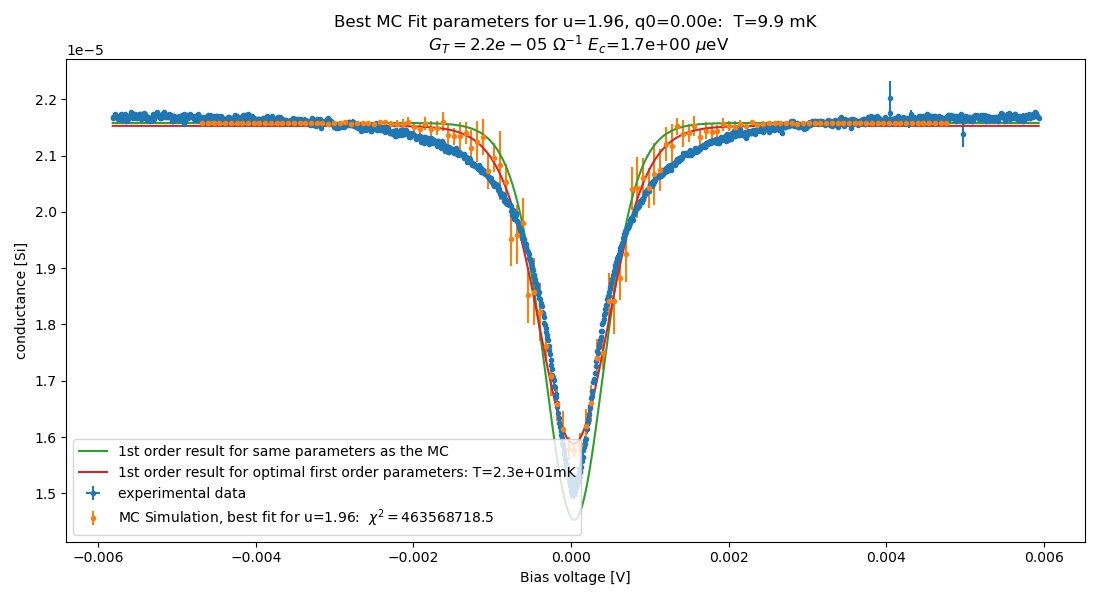 Best MC Fit parameters for u=1.96, q0=0.00e:  T=9.9 mK
$G_T = 2.2e-05\ \Omega^{-1}$ $E_c$=1.7e+00 $\mu$eV
1e−5
2.2
2.1
2.0
1.9
1.8
1.7
1.6
1.5
conductance [Si]
1st order result for same parameters as the MC
1st order result for optimal first order parameters: T=2.3e+01mK
experimental data
MC Simulation, best fit for u=1.96:  $\chi^2 = 463568718.5$
−0.006 −0.004 −0.002 0.000 0.002 0.004 0.006
Bias voltage [V]